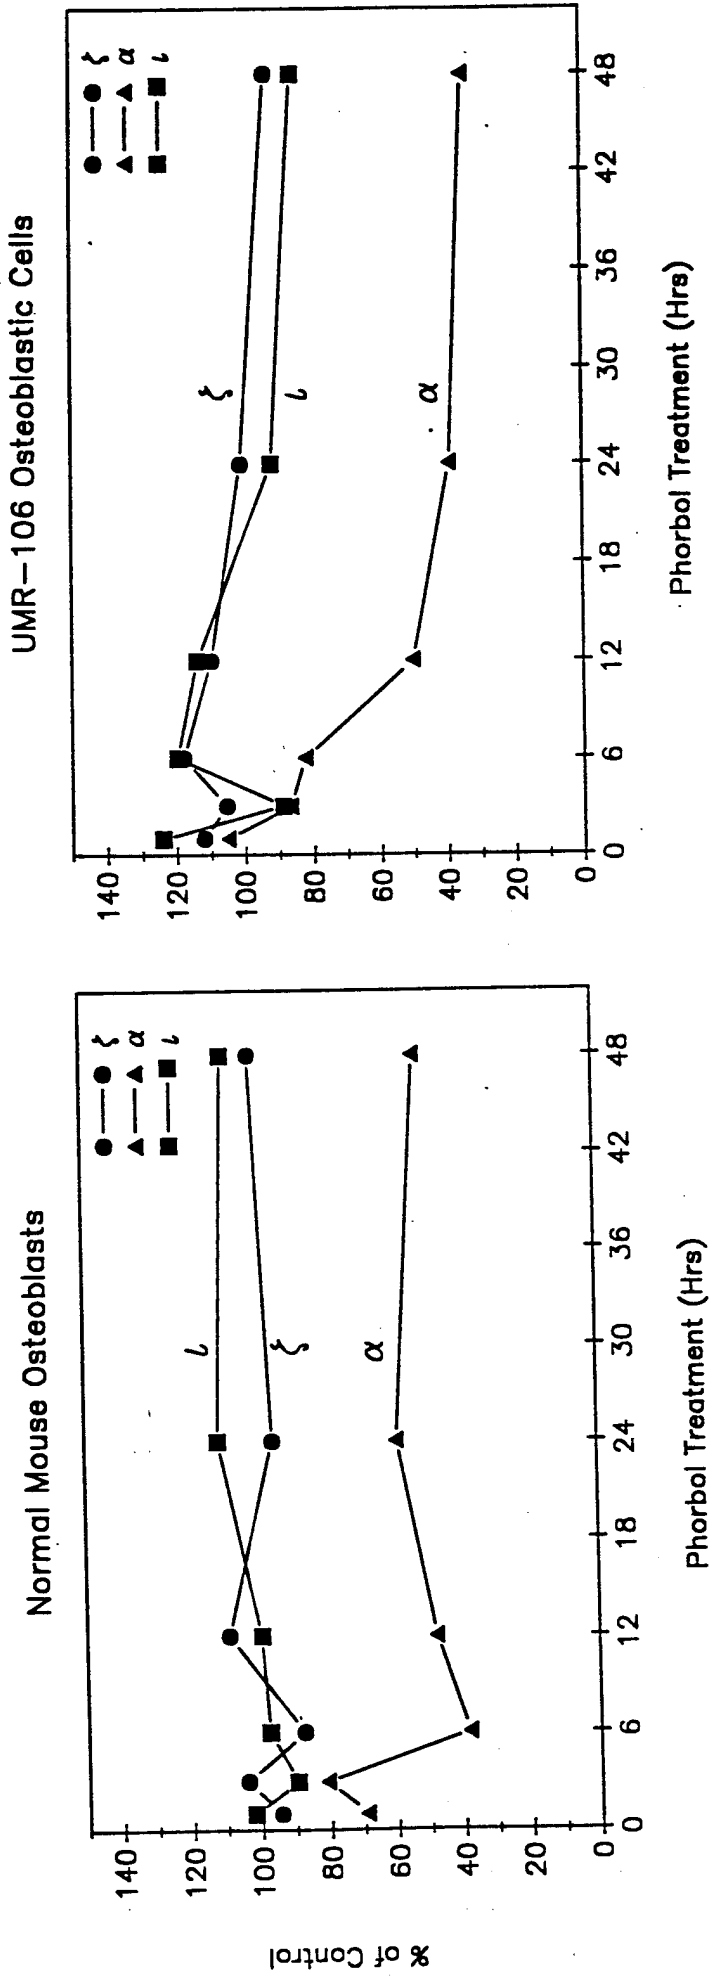 Normal Mouse Osteoblasts
% of Control
140
120
100
80
60
40
20
0
ζ
α
ι
ι
ζ
α
0 6 12 18 24 30 36 42 48
Phorbol Treatment (Hrs)
UMR-106 Osteoblastic Cells
140
120
100
80
60
40
20
0
ζ
α
ι
ζ
ι
α
0 6 12 18 24 30 36 42 48
Phorbol Treatment (Hrs)